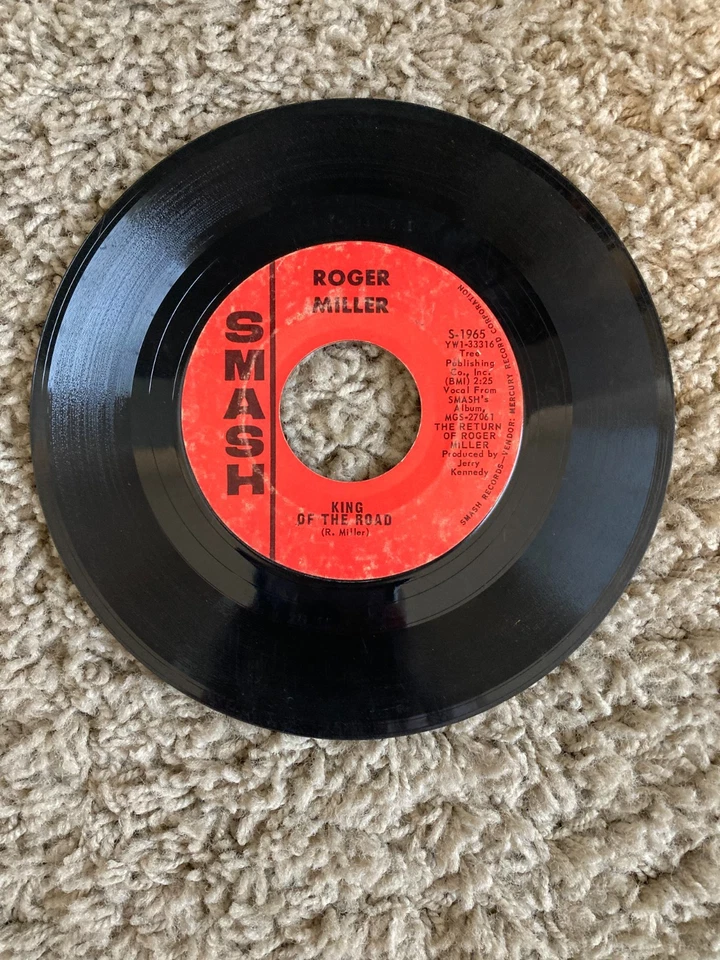 ROGER
MILLER
SMASH
S-1965
YW1-33316
Tree
Publishing
Co., Inc.
(BMI) 2:25
Vocal From
SMASH's
Album,
MGS-27061
THE RETURN
OF ROGER
MILLER
Produced by
Jerry
Kennedy
SMASH RECORDS—VENDOR: MERCURY RECORD CORPORATION
KING
OF THE ROAD
(R. Miller)